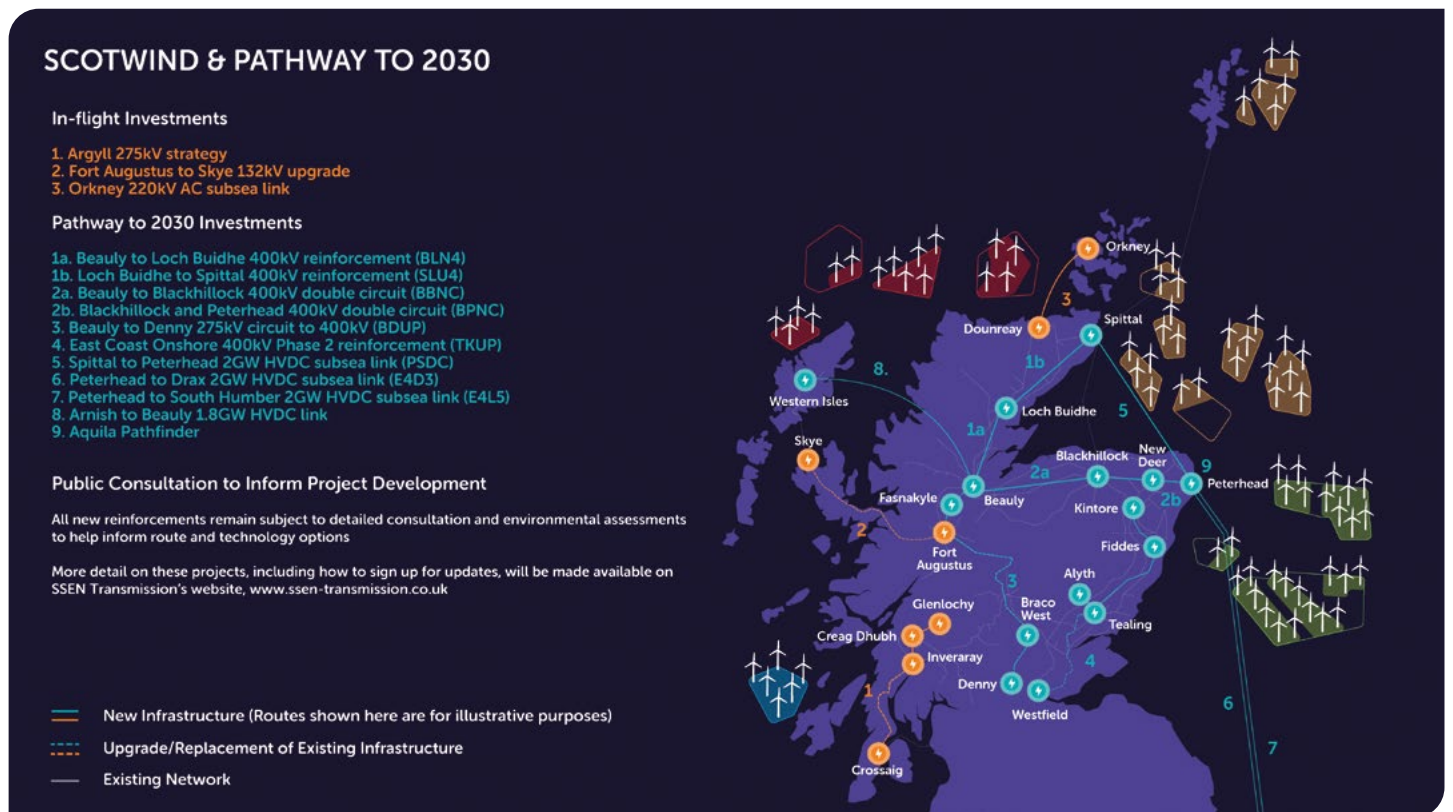 SCOTWIND & PATHWAY TO 2030
In-flight Investments
1. Argyll 275kV strategy
2. Fort Augustus to Skye 132kV upgrade
3. Orkney 220kV AC subsea link
Pathway to 2030 Investments
1a. Beauly to Loch Buidhe 400kV reinforcement (BLN4)
1b. Loch Buidhe to Spittal 400kV reinforcement (SLU4)
2a. Beauly to Blackhillock 400kV double circuit (BBNC)
2b. Blackhillock and Peterhead 400kV double circuit (BPNC)
3. Beauly to Denny 275kV circuit to 400kV (BDUP)
4. East Coast Onshore 400kV Phase 2 reinforcement (TKUP)
5. Spittal to Peterhead 2GW HVDC subsea link (PSDC)
6. Peterhead to Drax 2GW HVDC subsea link (E4D3)
7. Peterhead to South Humber 2GW HVDC subsea link (E4L5)
8. Arnish to Beauly 1.8GW HVDC link
9. Aquila Pathfinder
Public Consultation to Inform Project Development
All new reinforcements remain subject to detailed consultation and environmental assessments
to help inform route and technology options
More detail on these projects, including how to sign up for updates, will be made available on
SSEN Transmission's website, www.ssen-transmission.co.uk
New Infrastructure (Routes shown here are for illustrative purposes)
Upgrade/Replacement of Existing Infrastructure
Existing Network
Orkney
3
Dounreay
Spittal
1b
8.
Western Isles
Loch Buidhe
5
1a
Skye
Blackhillock
New
Deer
9
2a
Peterhead
Fasnakyle
Beauly
2b
Kintore
2
Fort
Augustus
Fiddes
3
Alyth
Glenlochy
Braco
West
Tealing
Creag Dhubh
Inveraray
4
1
Denny
Westfield
6
7
Crossaig